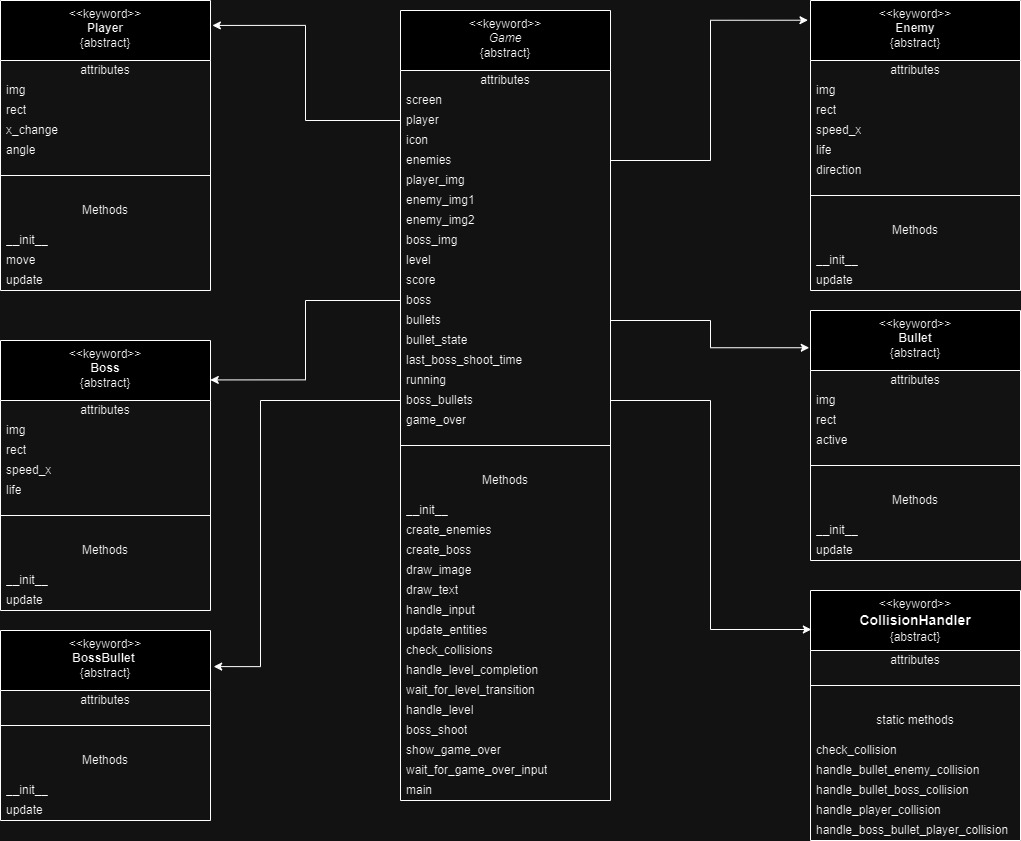 <<keyword>>
Player
{abstract}
attributes
img
rect
x_change
angle
Methods
__init__
move
update
<<keyword>>
Boss
{abstract}
attributes
img
rect
speed_x
life
Methods
__init__
update
<<keyword>>
BossBullet
{abstract}
attributes
Methods
__init__
update
<<keyword>>
Game
{abstract}
attributes
screen
player
icon
enemies
player_img
enemy_img1
enemy_img2
boss_img
level
score
boss
bullets
bullet_state
last_boss_shoot_time
running
boss_bullets
game_over
Methods
__init__
create_enemies
create_boss
draw_image
draw_text
handle_input
update_entities
check_collisions
handle_level_completion
wait_for_level_transition
handle_level
boss_shoot
show_game_over
wait_for_game_over_input
main
<<keyword>>
Enemy
{abstract}
attributes
img
rect
speed_x
life
direction
Methods
__init__
update
<<keyword>>
Bullet
{abstract}
attributes
img
rect
active
Methods
__init__
update
<<keyword>>
CollisionHandler
{abstract}
attributes
static methods
check_collision
handle_bullet_enemy_collision
handle_bullet_boss_collision
handle_player_collision
handle_boss_bullet_player_collision